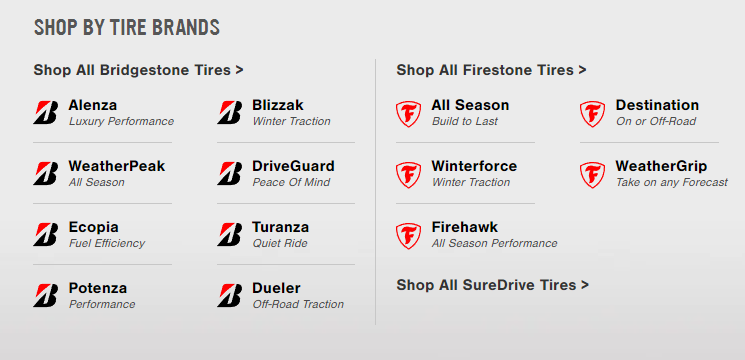 SHOP BY TIRE BRANDS
Shop All Bridgestone Tires >
Alenza
Luxury Performance
Blizzak
Winter Traction
WeatherPeak
All Season
DriveGuard
Peace Of Mind
Ecopia
Fuel Efficiency
Turanza
Quiet Ride
Potenza
Performance
Dueler
Off-Road Traction
Shop All Firestone Tires >
All Season
Build to Last
Destination
On or Off-Road
Winterforce
Winter Traction
WeatherGrip
Take on any Forecast
Firehawk
All Season Performance
Shop All SureDrive Tires >